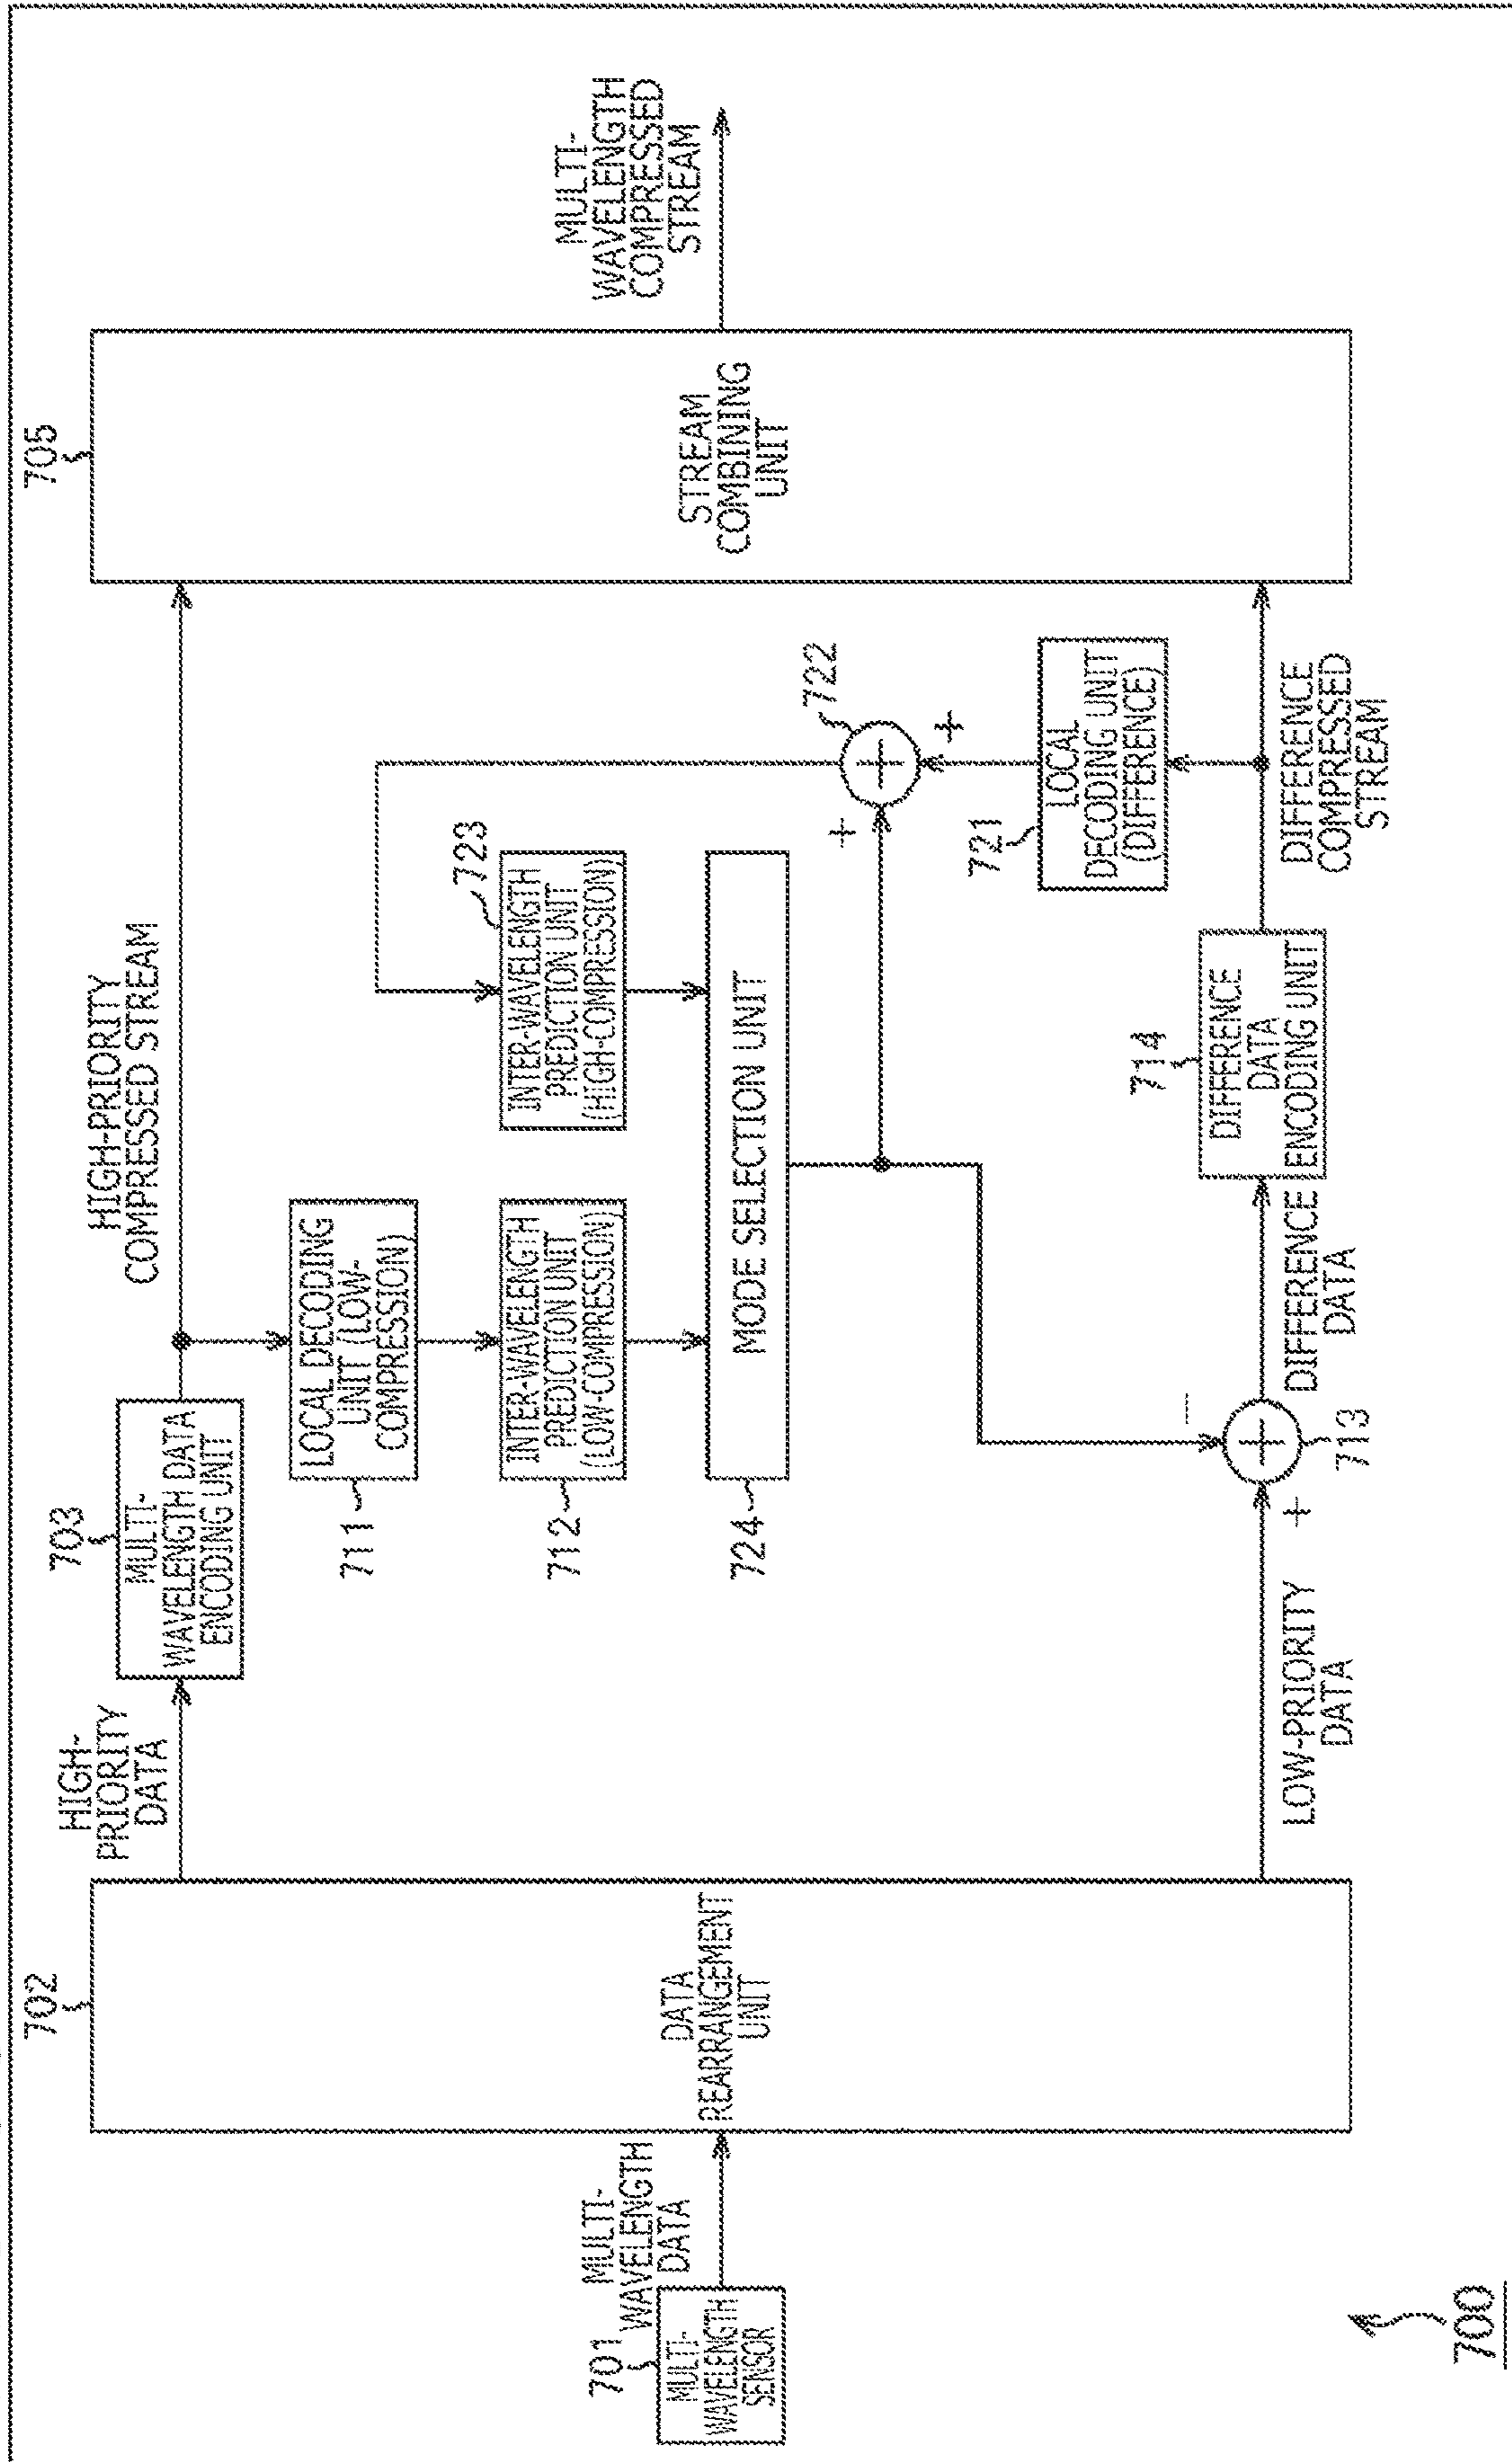 700
701
MULTI-
WAVELENGTH
SENSOR
MULTI-
WAVELENGTH
DATA
702
DATA
REARRANGEMENT
UNIT
HIGH-
PRIORITY
DATA
703
MULTI-
WAVELENGTH DATA
ENCODING UNIT
HIGH-PRIORITY
COMPRESSED STREAM
711
LOCAL DECODING
UNIT (LOW-
COMPRESSION)
712
INTER-WAVELENGTH
PREDICTION UNIT
(LOW-COMPRESSION)
723
INTER-WAVELENGTH
PREDICTION UNIT
(HIGH-COMPRESSION)
724
MODE SELECTION UNIT
722
+
+
721
LOCAL
DECODING UNIT
(DIFFERENCE)
LOW-PRIORITY
DATA
+
−
713
DIFFERENCE
DATA
714
DIFFERENCE
DATA
ENCODING UNIT
DIFFERENCE
COMPRESSED
STREAM
705
STREAM
COMBINING
UNIT
MULTI-
WAVELENGTH
COMPRESSED
STREAM